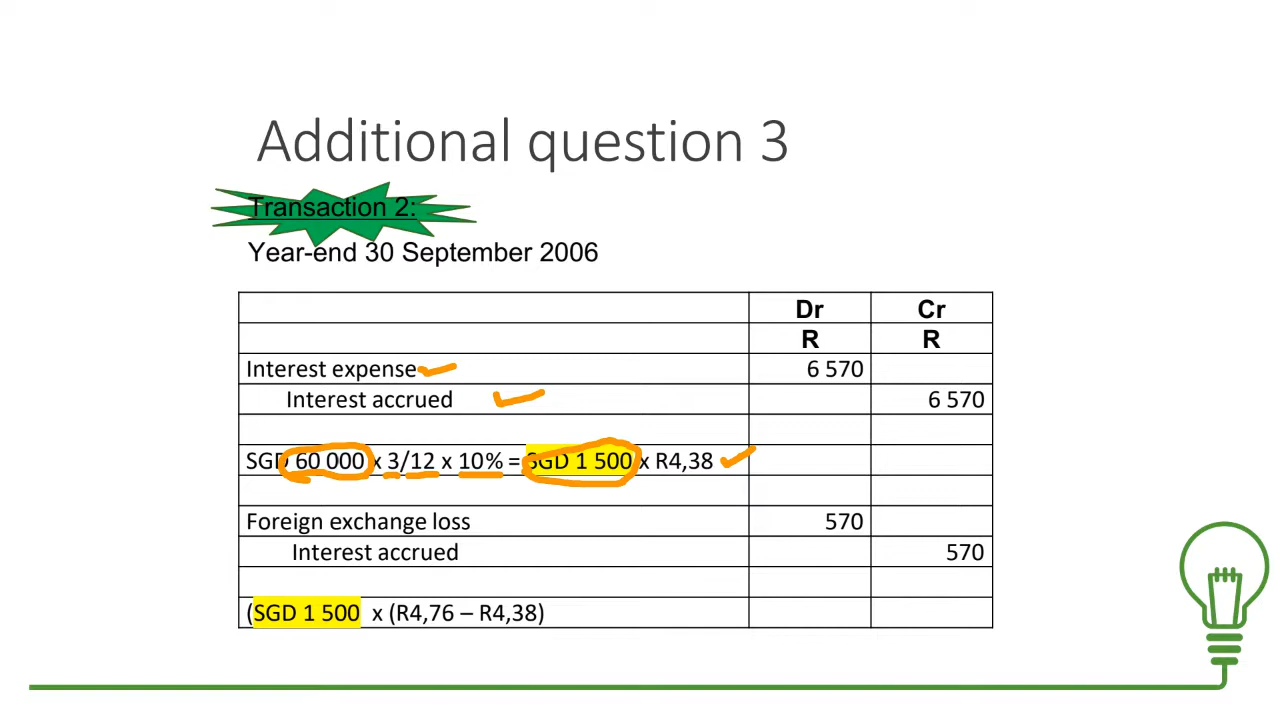 Additional question 3
Transaction 2:
Year-end 30 September 2006
Dr Cr
R R
Interest expense 6 570
Interest accrued 6 570
SGD 60 000 x 3/12 x 10% = SGD 1 500 x R4,38
Foreign exchange loss 570
Interest accrued 570
(SGD 1 500 x (R4,76 – R4,38)